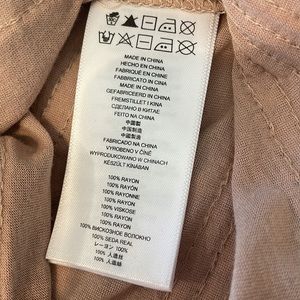 MADE IN CHINA
HECHO EN CHINA
FABRIQUÉ EN CHINE
FABBRICATO IN CINA
MADE IN CHINA
GEFABRICEERD IN CHINA
FREMSTILLET I KINA
СДЕЛАНО В КИТАЕ
FEITO NA CHINA
中國製
中国制造
中國製造
FABRICADO NA CHINA
VYROBENO V ČÍNĚ
WYPRODUKOWANO W CHINACH
KÉSZÜLT: KÍNA
100% RAYON
100% RAYON
100% RAYONNE
100% RAYON
100% VISKOSE
100% RAYON
100% RAYON
100% ВИСКОЗНОЕ ВОЛОКНО
100% SEDA REAL
レーヨン 100%
100% 人造丝
100% 人造絲